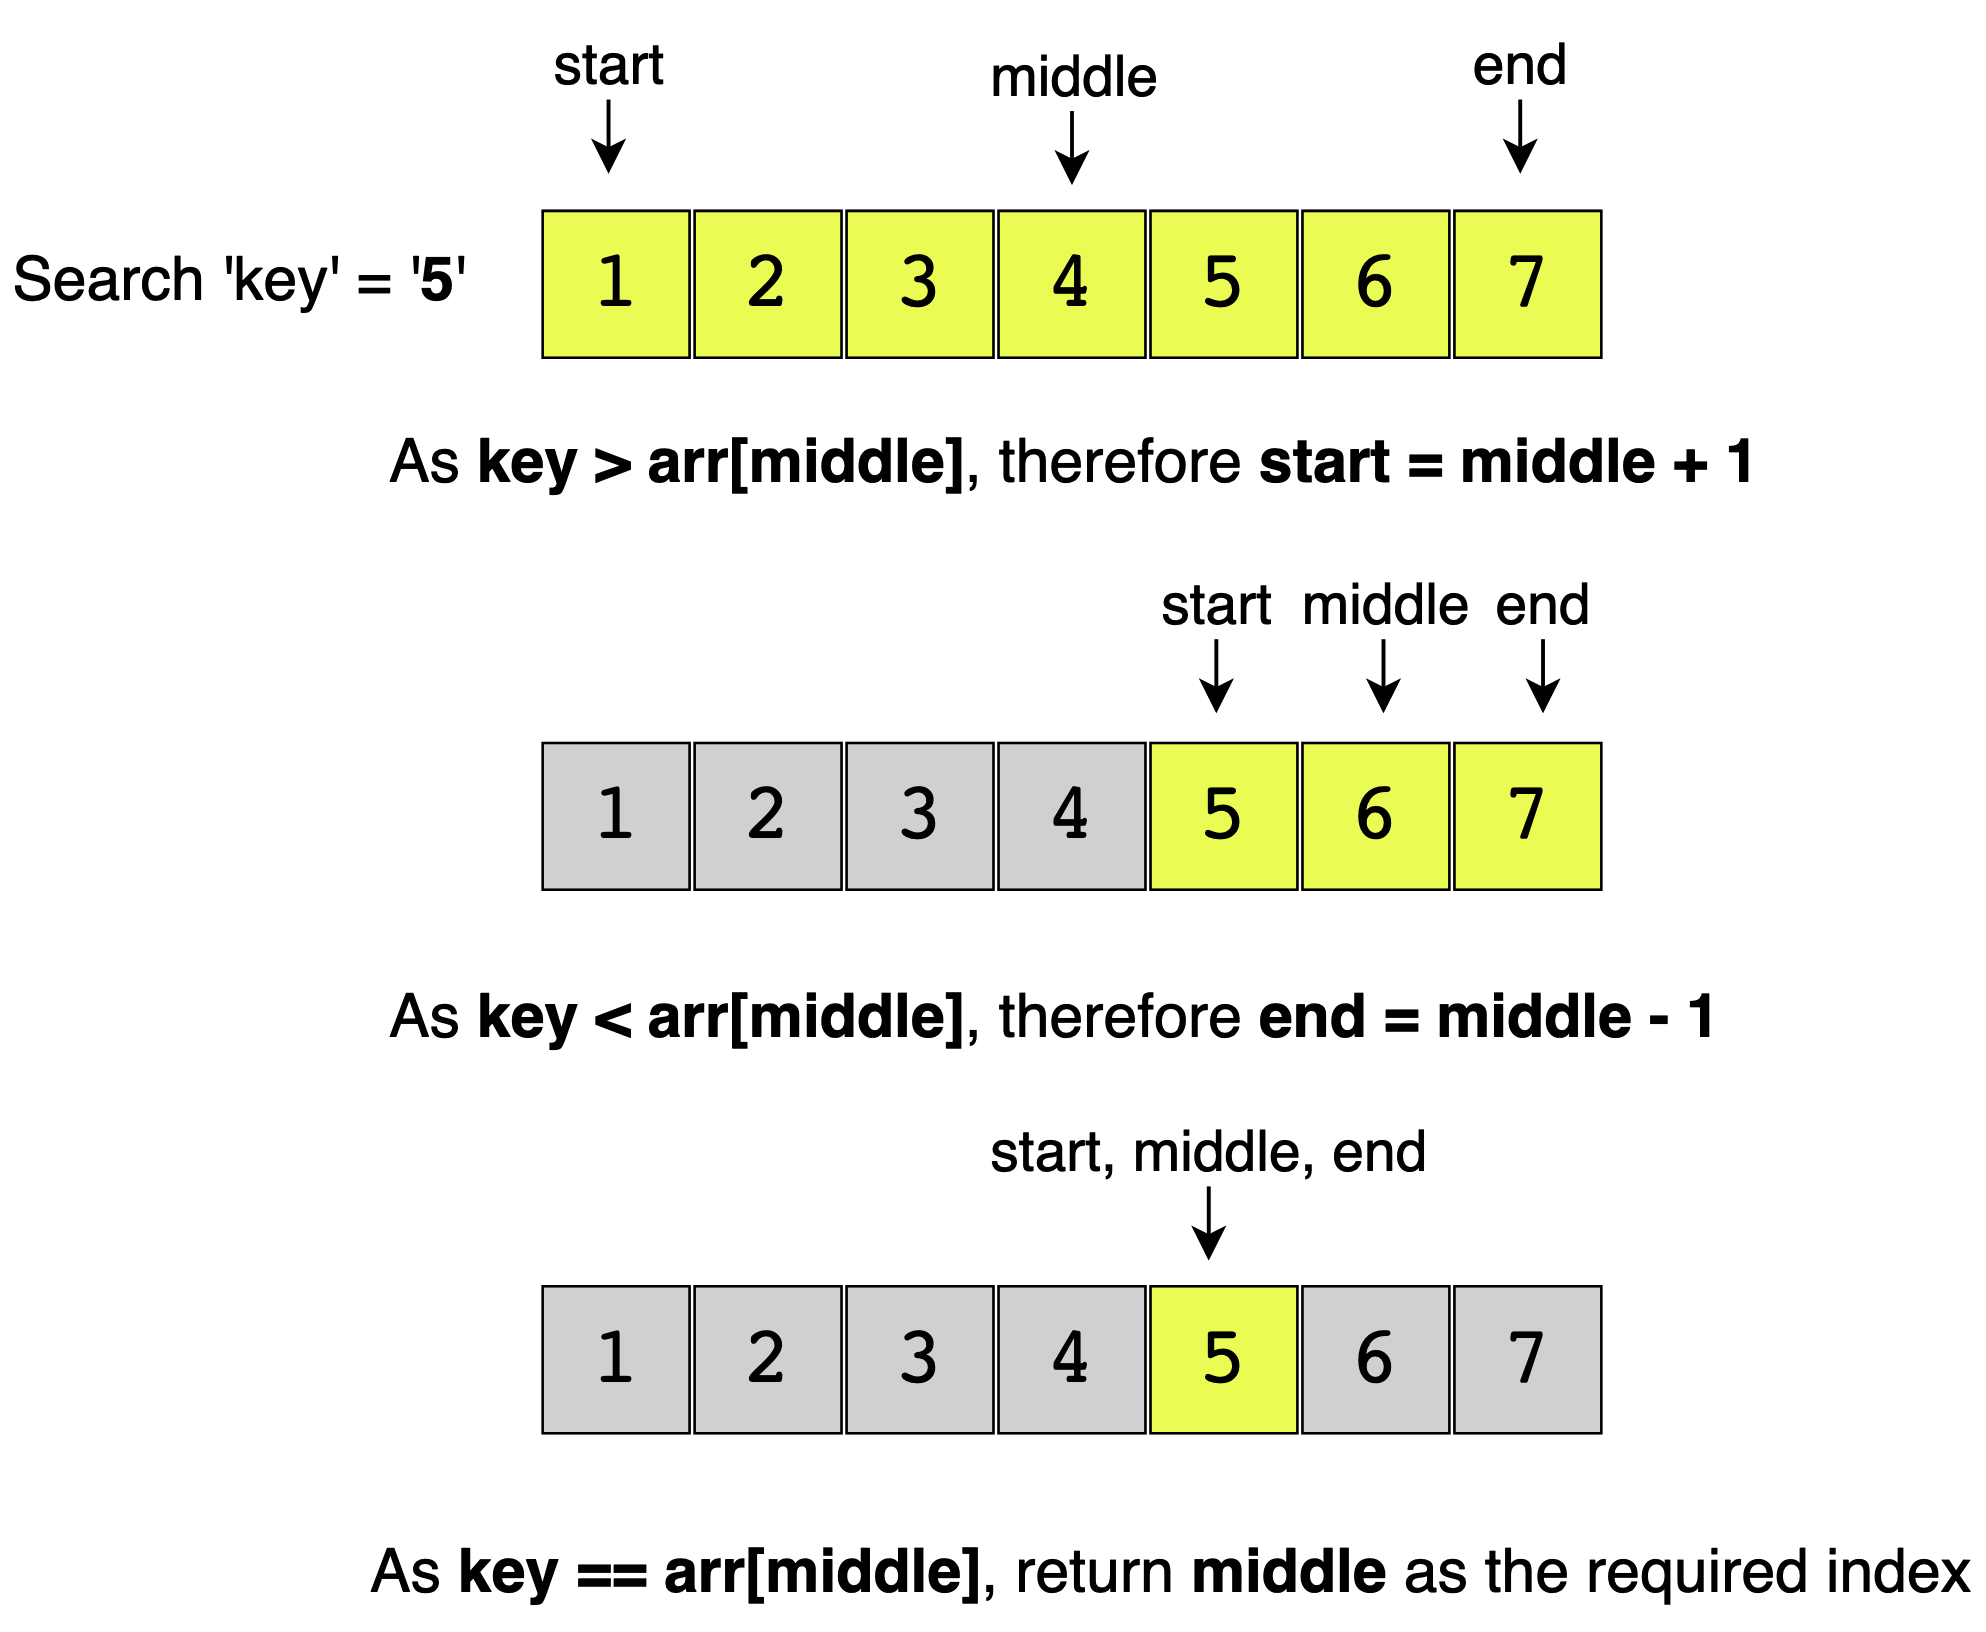 start middle end
Search 'key' = '5' 1 2 3 4 5 6 7
As key > arr[middle], therefore start = middle + 1
start middle end
1 2 3 4 5 6 7
As key < arr[middle], therefore end = middle - 1
start, middle, end
1 2 3 4 5 6 7
As key == arr[middle], return middle as the required index